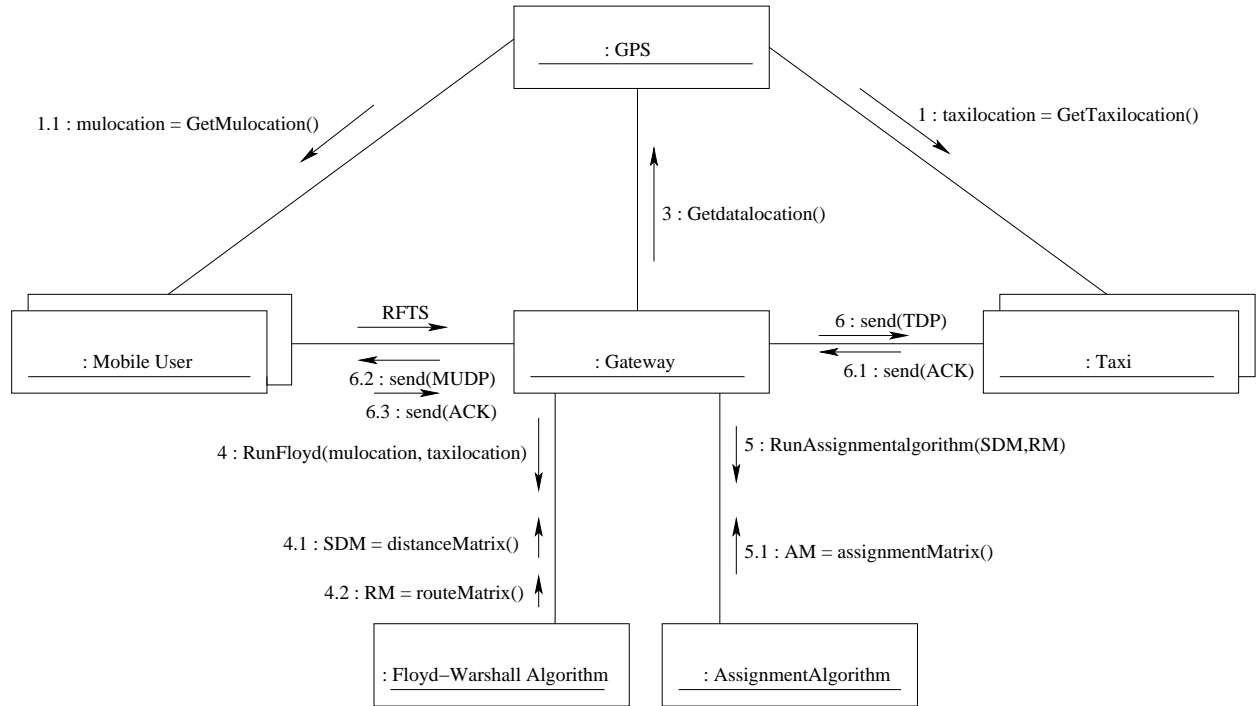 : GPS
1.1 : mulocation = GetMulocation()
1 : taxilocation = GetTaxilocation()
3 : Getdatalocation()
RFTS
6 : send(TDP)
: Mobile User
: Gateway
: Taxi
6.2 : send(MUDP)
6.1 : send(ACK)
6.3 : send(ACK)
4 : RunFloyd(mulocation, taxilocation)
5 : RunAssignmentalgorithm(SDM,RM)
4.1 : SDM = distanceMatrix()
5.1 : AM = assignmentMatrix()
4.2 : RM = routeMatrix()
: Floyd−Warshall Algorithm
: AssignmentAlgorithm